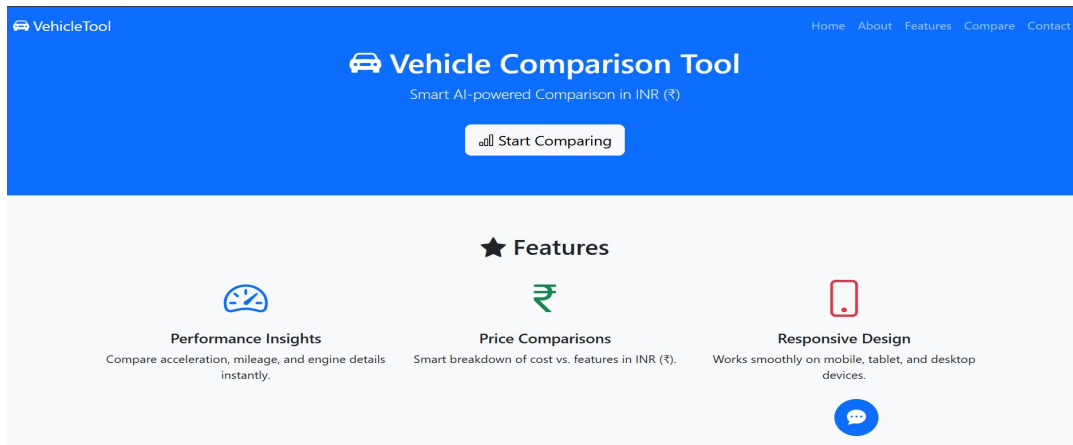 VehicleTool
Home About Features Compare Contact
Vehicle Comparison Tool
Smart AI-powered Comparison in INR (₹)
Start Comparing
Features
₹
Performance Insights
Compare acceleration, mileage, and engine details
instantly.
Price Comparisons
Smart breakdown of cost vs. features in INR (₹).
Responsive Design
Works smoothly on mobile, tablet, and desktop
devices.